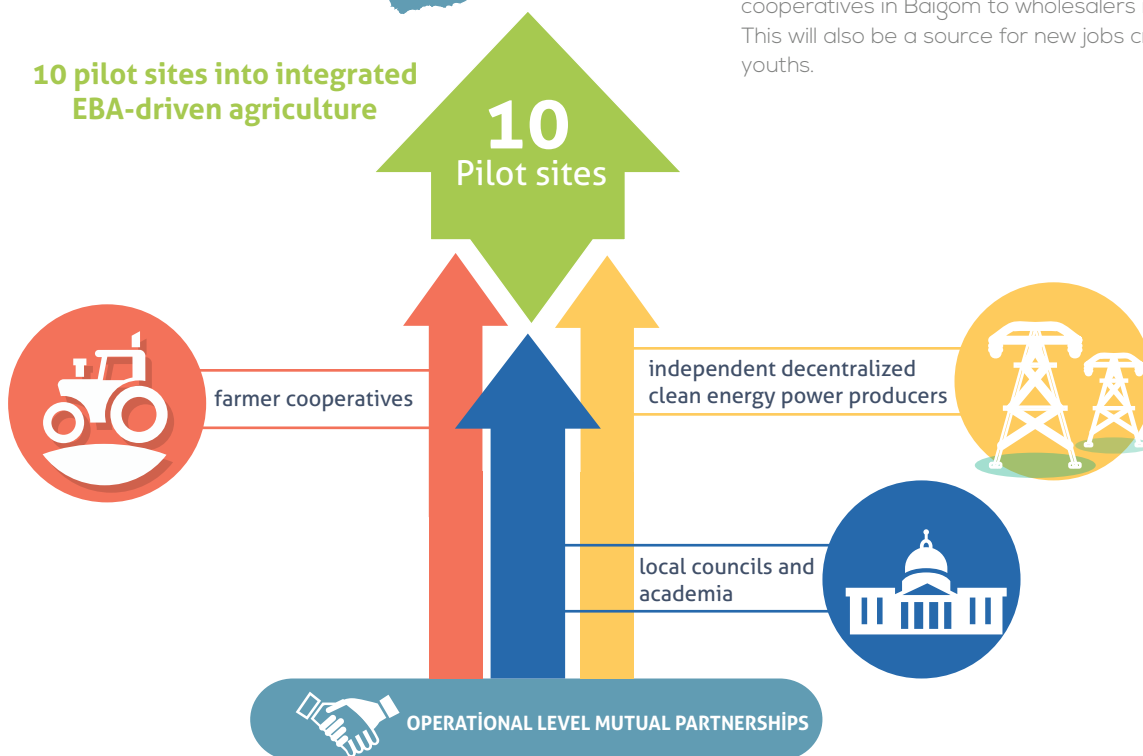 cooperatives in Baigom to wholesalers
This will also be a source for new jobs
youths.
10 pilot sites into integrated
EBA-driven agriculture
10
Pilot sites
farmer cooperatives
independent decentralized
clean energy power producers
local councils and
academia
OPERATİONAL LEVEL MUTUAL PARTNERSHİPS